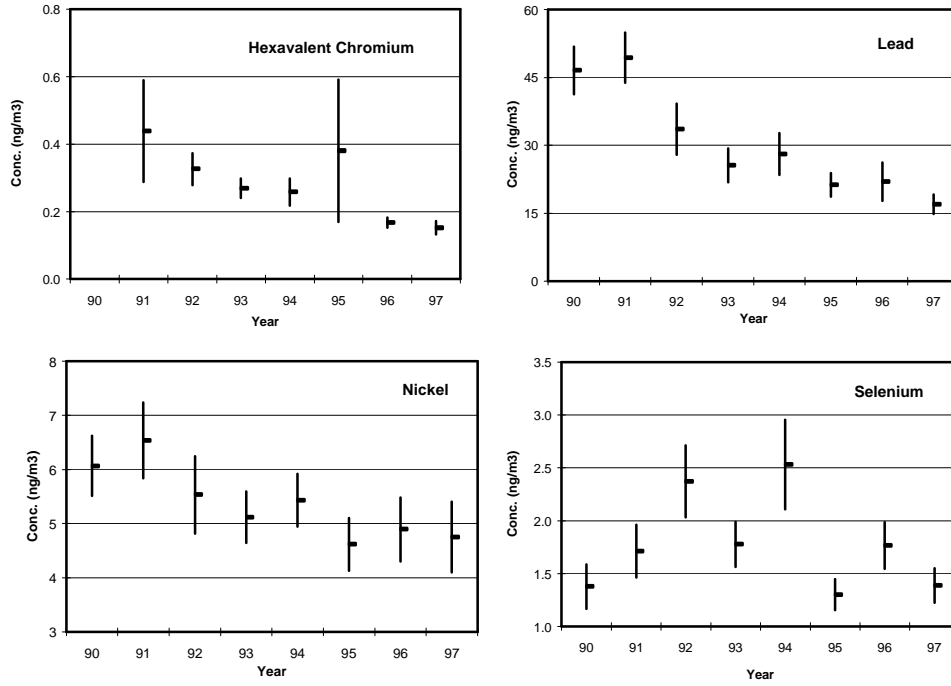 Hexavalent Chromium
Conc. (ng/m3)
0.8
0.6
0.4
0.2
0.0
90 91 92 93 94 95 96 97
Year
Lead
Conc. (ng/m3)
60
45
30
15
0
90 91 92 93 94 95 96 97
Year
Nickel
Conc. (ng/m3)
8
7
6
5
4
3
90 91 92 93 94 95 96 97
Year
Selenium
Conc. (ng/m3)
3.5
3.0
2.5
2.0
1.5
1.0
90 91 92 93 94 95 96 97
Year